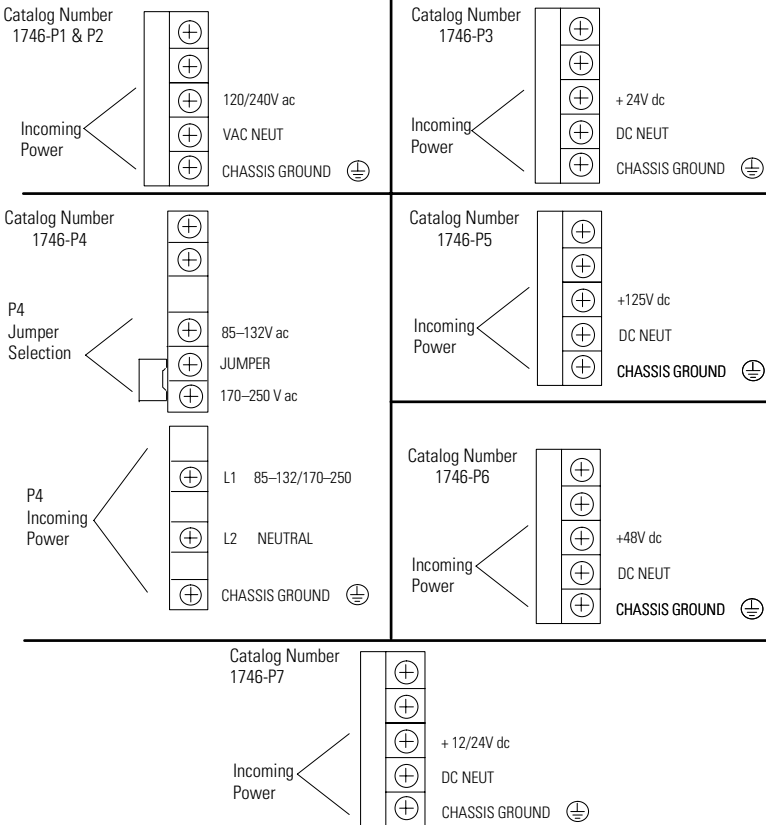 Catalog Number
1746-P1 & P2
120/240V ac
Incoming
Power
VAC NEUT
CHASSIS GROUND
Catalog Number
1746-P3
+ 24V dc
Incoming
Power
DC NEUT
CHASSIS GROUND
Catalog Number
1746-P4
P4
Jumper
Selection
85–132V ac
JUMPER
170–250 V ac
P4
Incoming
Power
L1 85–132/170–250
L2 NEUTRAL
CHASSIS GROUND
Catalog Number
1746-P5
+125V dc
Incoming
Power
DC NEUT
CHASSIS GROUND
Catalog Number
1746-P6
+48V dc
Incoming
Power
DC NEUT
CHASSIS GROUND
Catalog Number
1746-P7
+ 12/24V dc
Incoming
Power
DC NEUT
CHASSIS GROUND